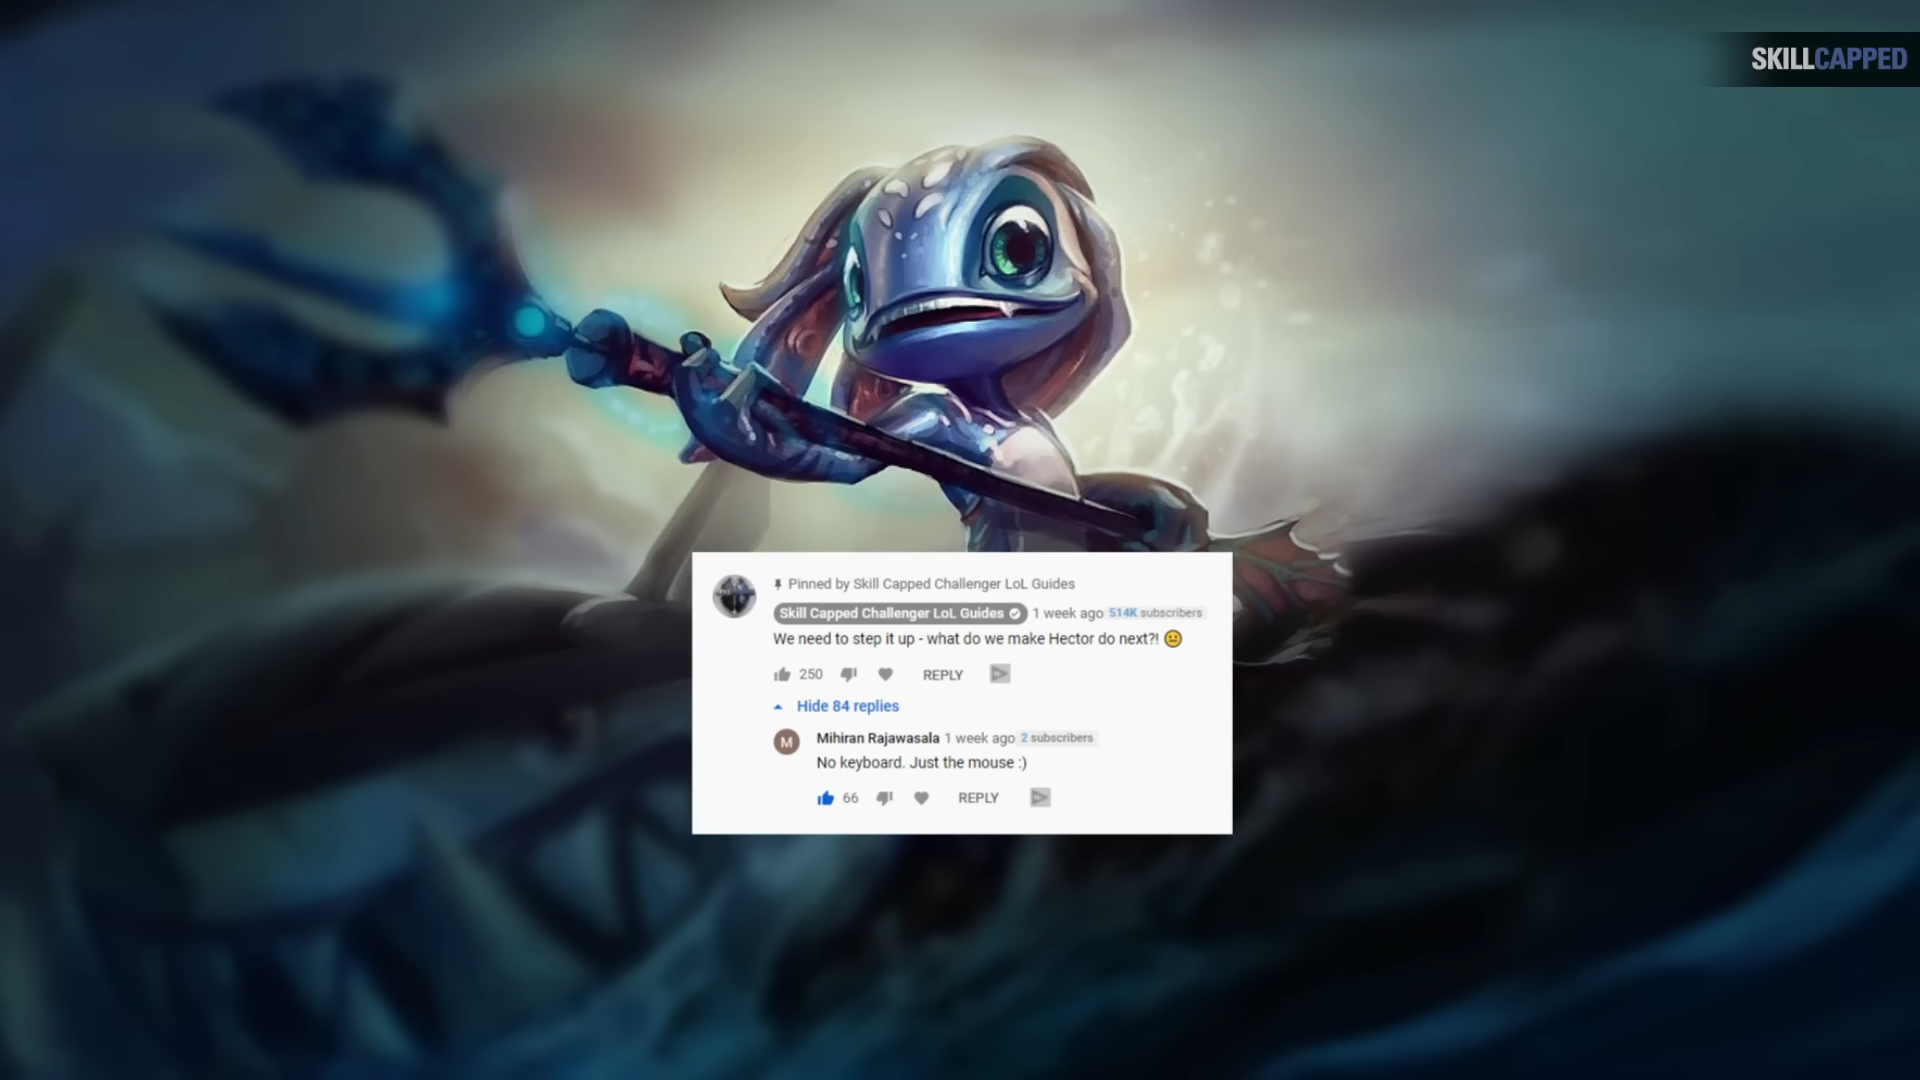 SKILLCAPPED
Pinned by Skill Capped Challenger LoL Guides
Skill Capped Challenger LoL Guides 1 week ago 514K subscribers
We need to step it up - what do we make Hector do next?! 😐
250 REPLY
Hide 84 replies
M Mihiran Rajawasala 1 week ago 2 subscribers
No keyboard. Just the mouse :)
66 REPLY